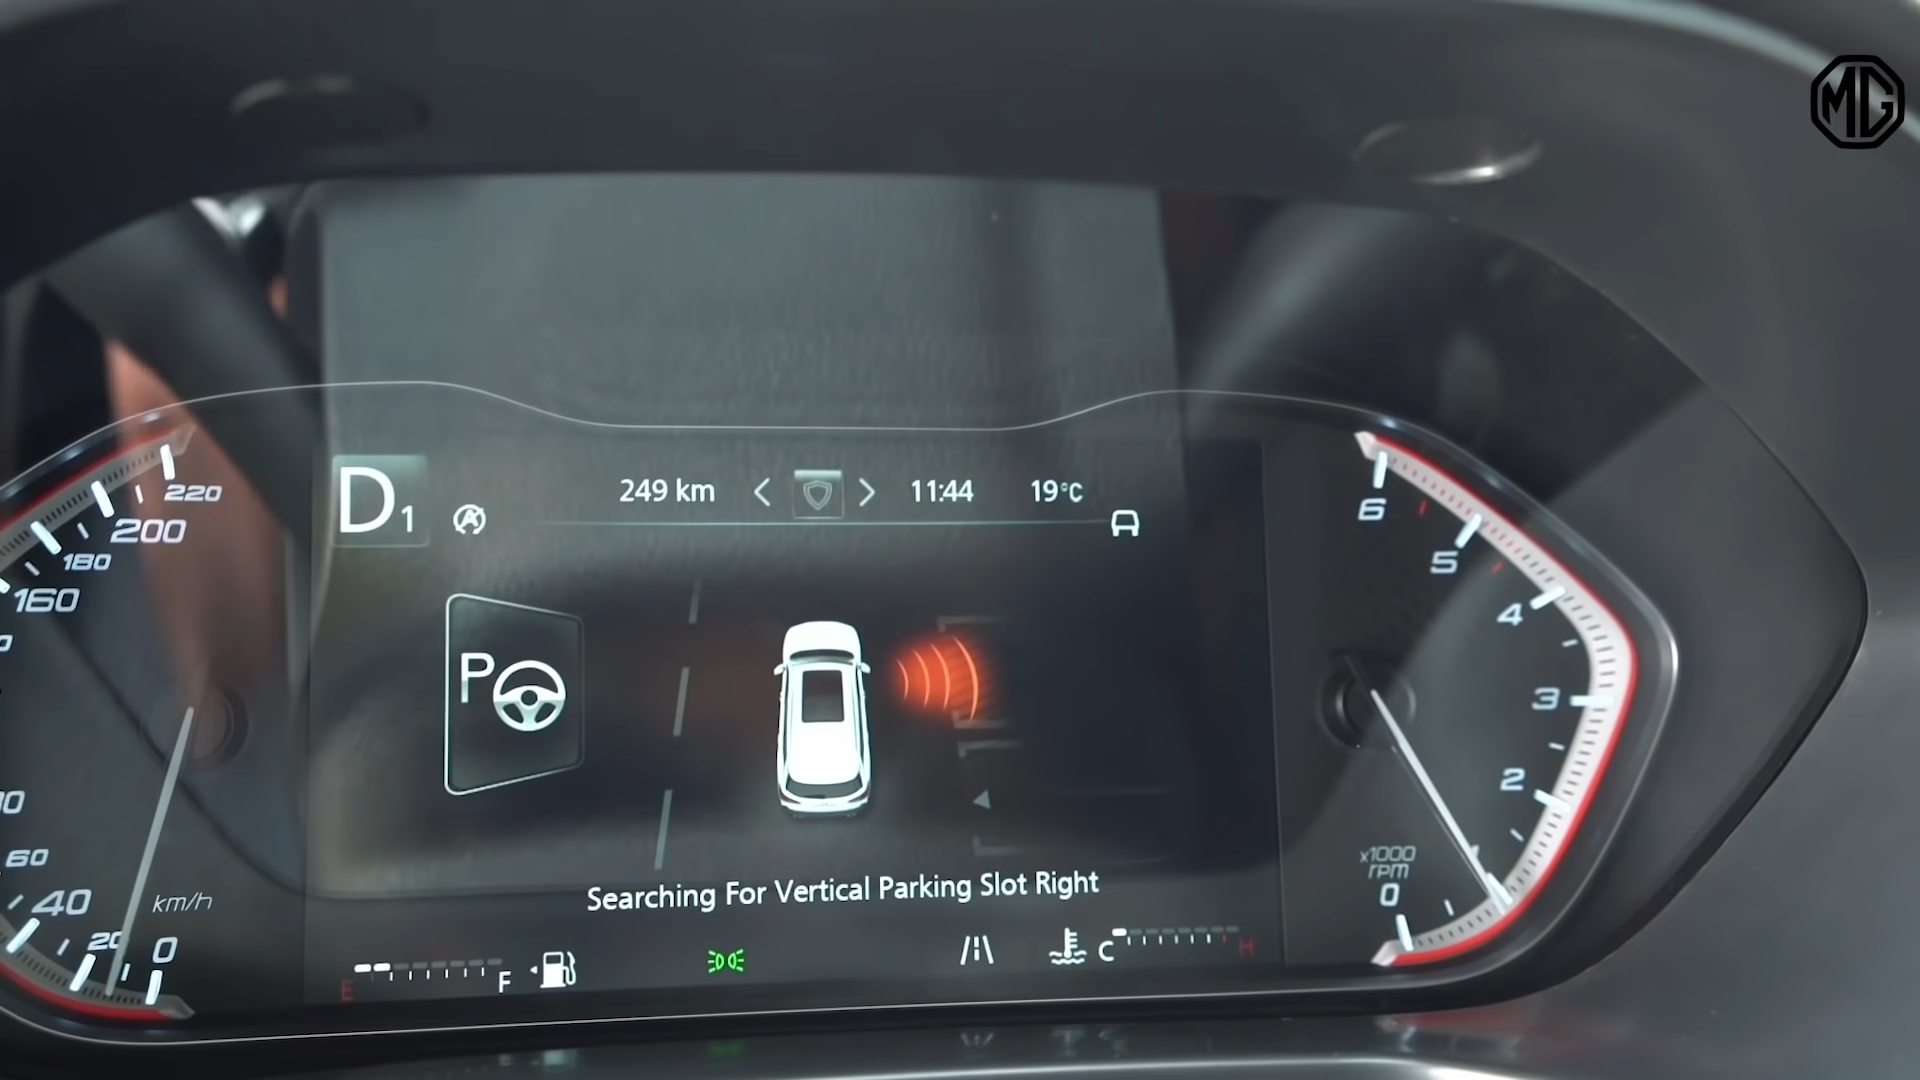 MG
D1
249 km
11:44
19°C
P
Searching For Vertical Parking Slot Right
220
200
180
160
60
40
20
0
km/h
E
F
C
H
6
5
4
3
2
x1000
rpm
0